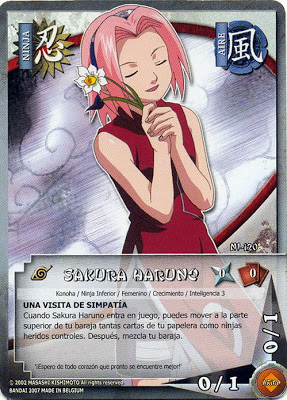 NINJA
忍
AIRE
風
NJ-120
SAKURA HARUNO
0
0
Konoha / Ninja Inferior / Femenino / Crecimiento / Inteligencia 3
UNA VISITA DE SIMPATÍA
Cuando Sakura Haruno entra en juego, puedes mover a la parte
superior de tu baraja tantas cartas de tu papelera como ninjas
heridos controles. Después, mezcla tu baraja.
¡Espero de todo corazón que pronto se encuentre mejor!
0/1
0/1
© 2002 MASASHI KISHIMOTO All rights reserved
BANDAI 2007 MADE IN BELGIUM